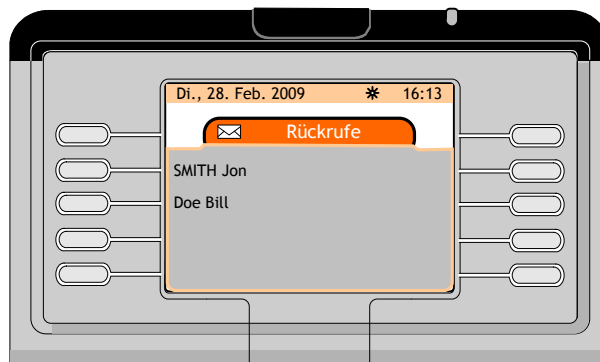 Di., 28. Feb. 2009 16:13
Rückrufe
SMITH Jon
Doe Bill